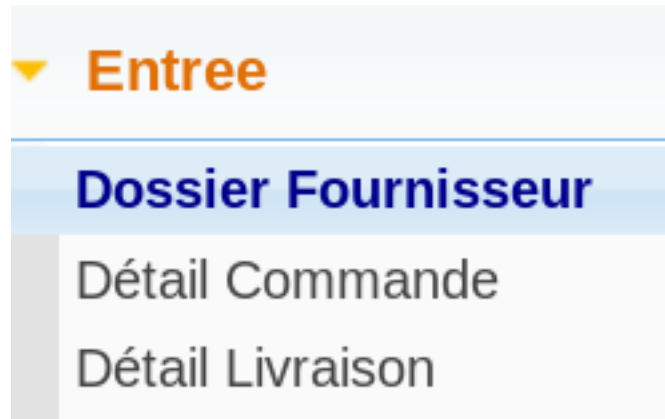 Entree
Dossier Fournisseur
Détail Commande
Détail Livraison